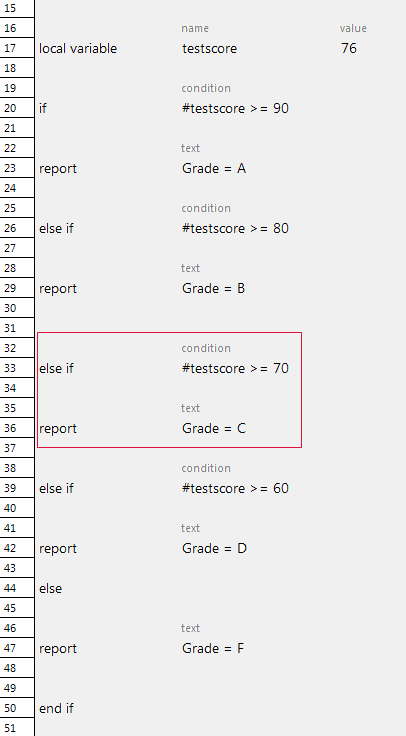 15
16 name value
17 local variable testscore 76
18
19 condition
20 if #testscore >= 90
21
22 text
23 report Grade = A
24
25 condition
26 else if #testscore >= 80
27
28 text
29 report Grade = B
30
31
32 condition
33 else if #testscore >= 70
34
35 text
36 report Grade = C
37
38 condition
39 else if #testscore >= 60
40
41 text
42 report Grade = D
43
44 else
45
46 text
47 report Grade = F
48
49
50 end if
51